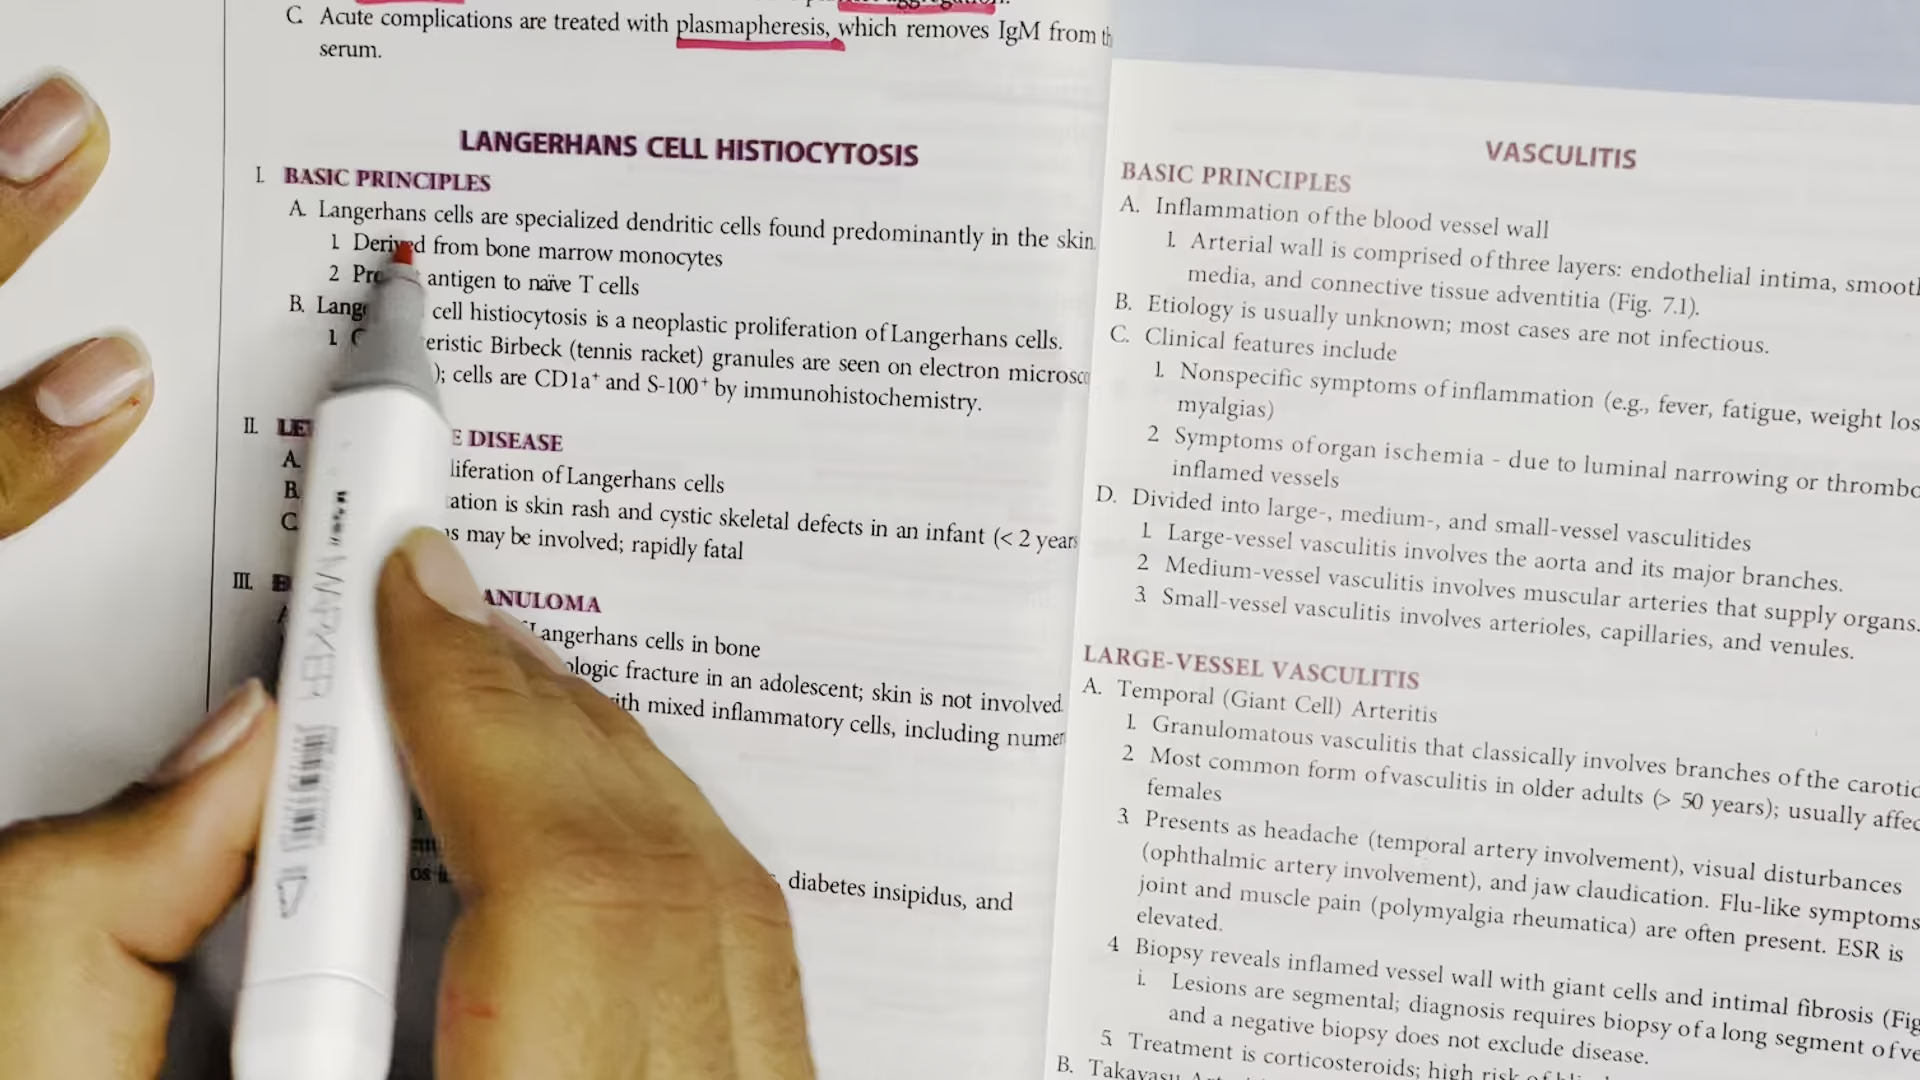 C. Acute complications are treated with plasmapheresis, which removes IgM from th
serum.
LANGERHANS CELL HISTIOCYTOSIS
I. BASIC PRINCIPLES
A. Langerhans cells are specialized dendritic cells found predominantly in the skin.
1. Derived from bone marrow monocytes
2. antigen to naïve T cells
B. Lang cell histiocytosis is a neoplastic proliferation of Langerhans cells.
1. eristic Birbeck (tennis racket) granules are seen on electron microsco
); cells are CD1a+ and S-100+ by immunohistochemistry.
II. LE E DISEASE
A. liferation of Langerhans cells
B. ation is skin rash and cystic skeletal defects in an infant (< 2 years
C. s may be involved; rapidly fatal
III. ANULOMA
Langerhans cells in bone
ologic fracture in an adolescent; skin is not involved.
ith mixed inflammatory cells, including numer
diabetes insipidus, and
VASCULITIS
BASIC PRINCIPLES
A. Inflammation of the blood vessel wall
1. Arterial wall is comprised of three layers: endothelial intima, smooth
media, and connective tissue adventitia (Fig. 7.1).
B. Etiology is usually unknown; most cases are not infectious.
C. Clinical features include
1. Nonspecific symptoms of inflammation (e.g., fever, fatigue, weight los
myalgias)
2. Symptoms of organ ischemia - due to luminal narrowing or thrombo
inflamed vessels
D. Divided into large-, medium-, and small-vessel vasculitides
1. Large-vessel vasculitis involves the aorta and its major branches.
2. Medium-vessel vasculitis involves muscular arteries that supply organs.
3. Small-vessel vasculitis involves arterioles, capillaries, and venules.
LARGE-VESSEL VASCULITIS
A. Temporal (Giant Cell) Arteritis
1. Granulomatous vasculitis that classically involves branches of the carotid
2. Most common form of vasculitis in older adults (> 50 years); usually affec
females
3. Presents as headache (temporal artery involvement), visual disturbances
(ophthalmic artery involvement), and jaw claudication. Flu-like symptoms
joint and muscle pain (polymyalgia rheumatica) are often present. ESR is
elevated.
4. Biopsy reveals inflamed vessel wall with giant cells and intimal fibrosis (Fig
i. Lesions are segmental; diagnosis requires biopsy of a long segment of ve
and a negative biopsy does not exclude disease.
5. Treatment is corticosteroids; high risk of
B. Takayasu